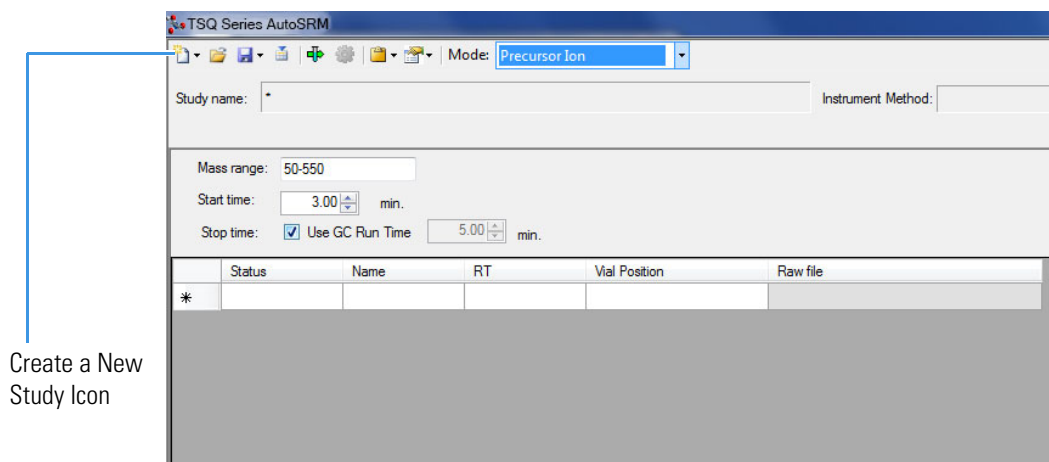 TSQ Series AutoSRM
Mode: Precursor Ion
Study name: * Instrument Method:
Mass range: 50-550
Start time: 3.00 min.
Stop time: Use GC Run Time 5.00 min.
Status Name RT Vial Position Raw file
*
Create a New
Study Icon